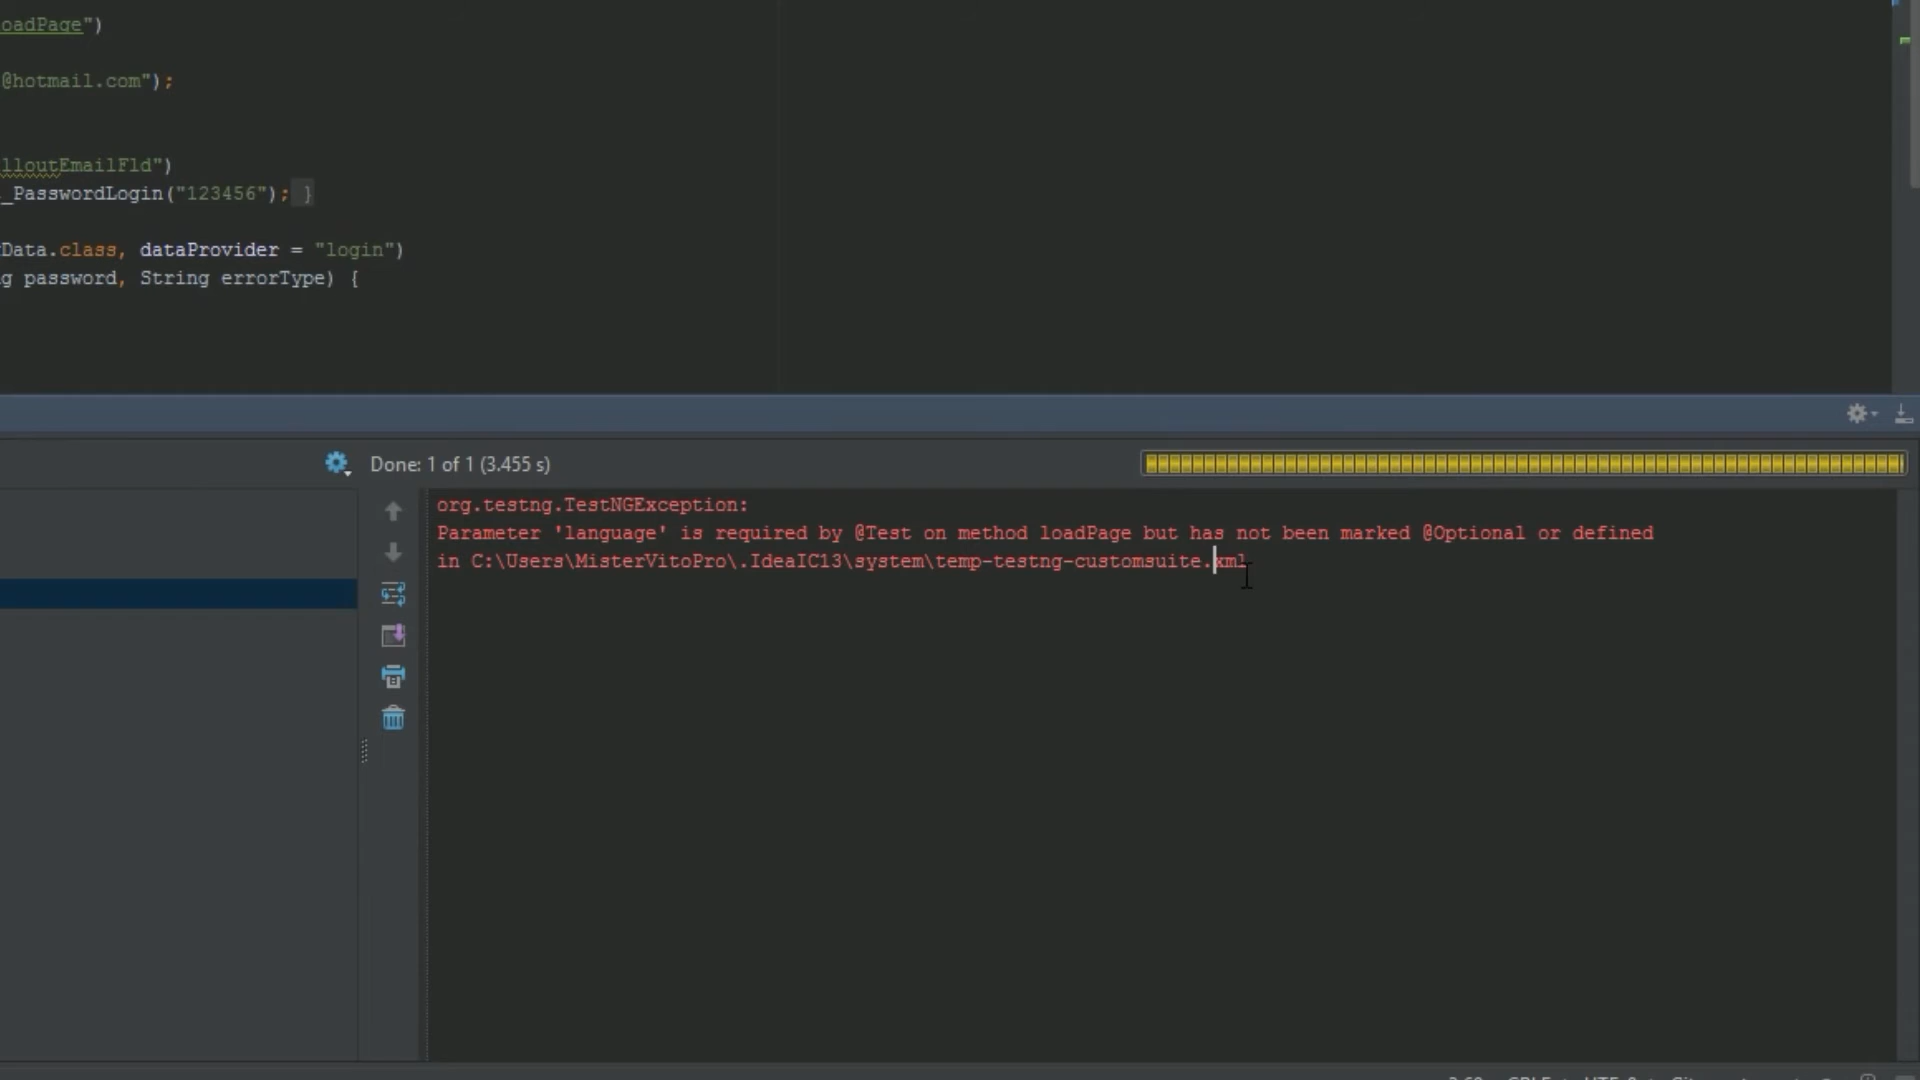 oadPage")
@hotmail.com");
lloutEmailFld")
_PasswordLogin("123456"); }
Data.class, dataProvider = "login")
g password, String errorType) {
Done: 1 of 1 (3.455 s)
org.testng.TestNGException:
Parameter 'language' is required by @Test on method loadPage but has not been marked @Optional or defined
in C:\Users\MisterVitoPro\.IdeaIC13\system\temp-testng-customsuite.xml